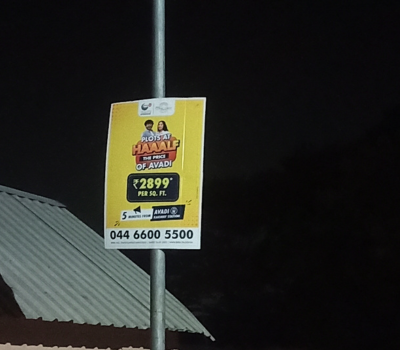 PLOTS AT
HAAALF
THE PRICE
OF AVADI
₹2899*
PER SQ. FT.
5 MINUTES FROM AVADI
RAILWAY STATION
044 6600 5500